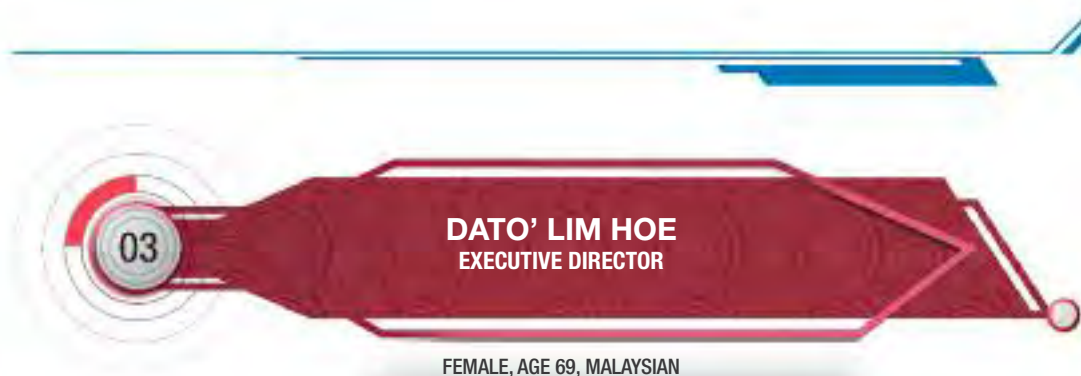 03
DATO’ LIM HOE
EXECUTIVE DIRECTOR
FEMALE, AGE 69, MALAYSIAN